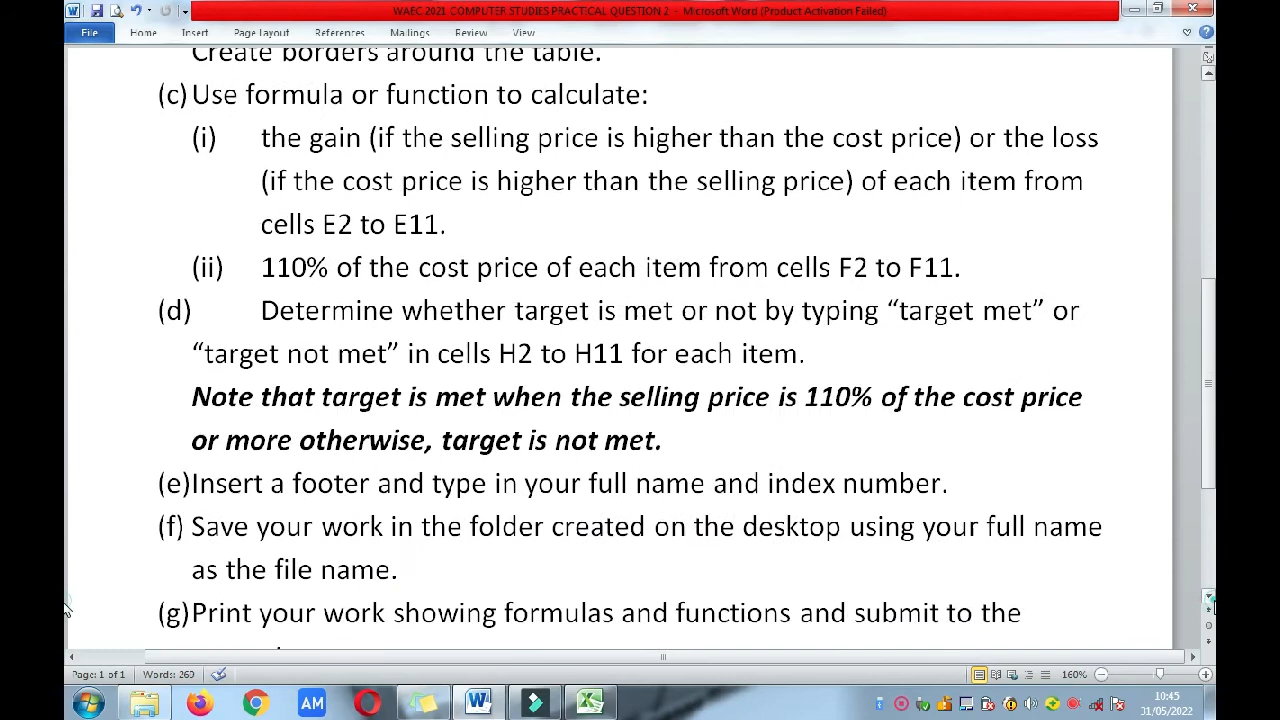 WAEC 2021 COMPUTER STUDIES PRACTICAL QUESTION 2 - Microsoft Word (Product Activation Failed)
File Home Insert Page Layout References Mailings Review View
Create borders around the table.
(c) Use formula or function to calculate:
(i) the gain (if the selling price is higher than the cost price) or the loss
(if the cost price is higher than the selling price) of each item from
cells E2 to E11.
(ii) 110% of the cost price of each item from cells F2 to F11.
(d) Determine whether target is met or not by typing “target met” or
“target not met” in cells H2 to H11 for each item.
Note that target is met when the selling price is 110% of the cost price
or more otherwise, target is not met.
(e)Insert a footer and type in your full name and index number.
(f) Save your work in the folder created on the desktop using your full name
as the file name.
(g)Print your work showing formulas and functions and submit to the
Page: 1 of 1 Words: 260 160%
AM
10:45
31/05/2022